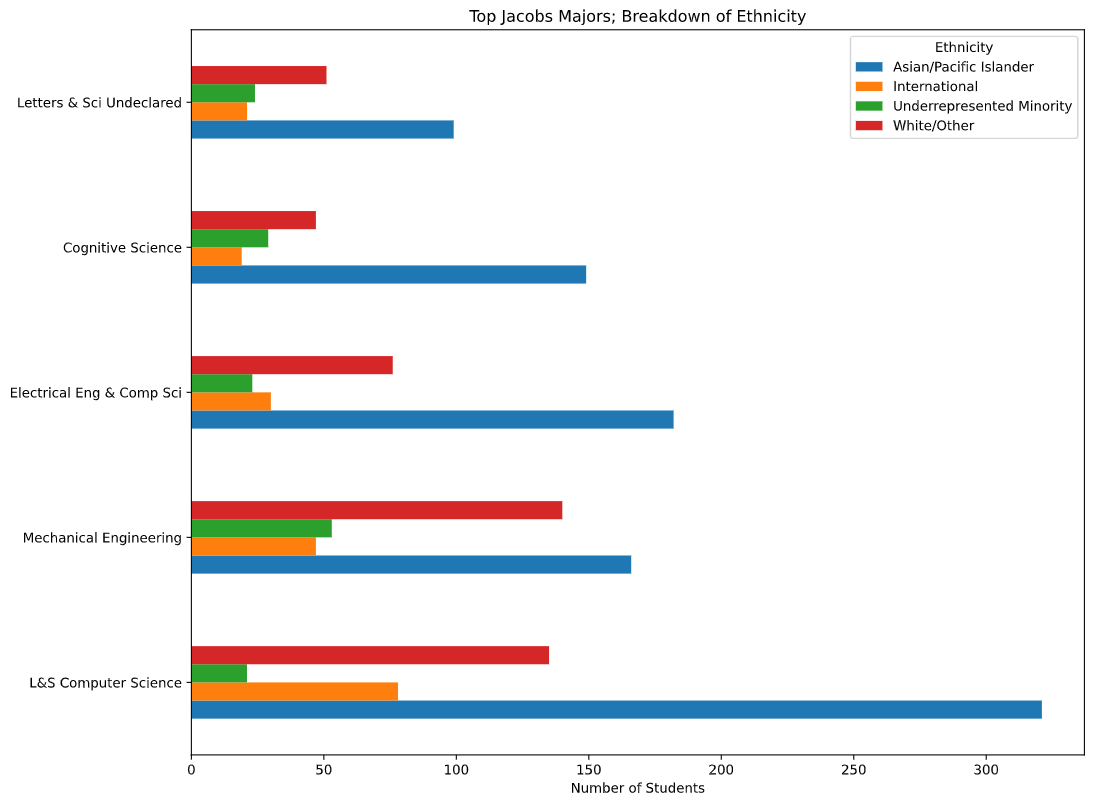 Top Jacobs Majors; Breakdown of Ethnicity
Ethnicity
Asian/Pacific Islander
International
Underrepresented Minority
White/Other
Letters & Sci Undeclared
Cognitive Science
Electrical Eng & Comp Sci
Mechanical Engineering
L&S Computer Science
0 50 100 150 200 250 300
Number of Students